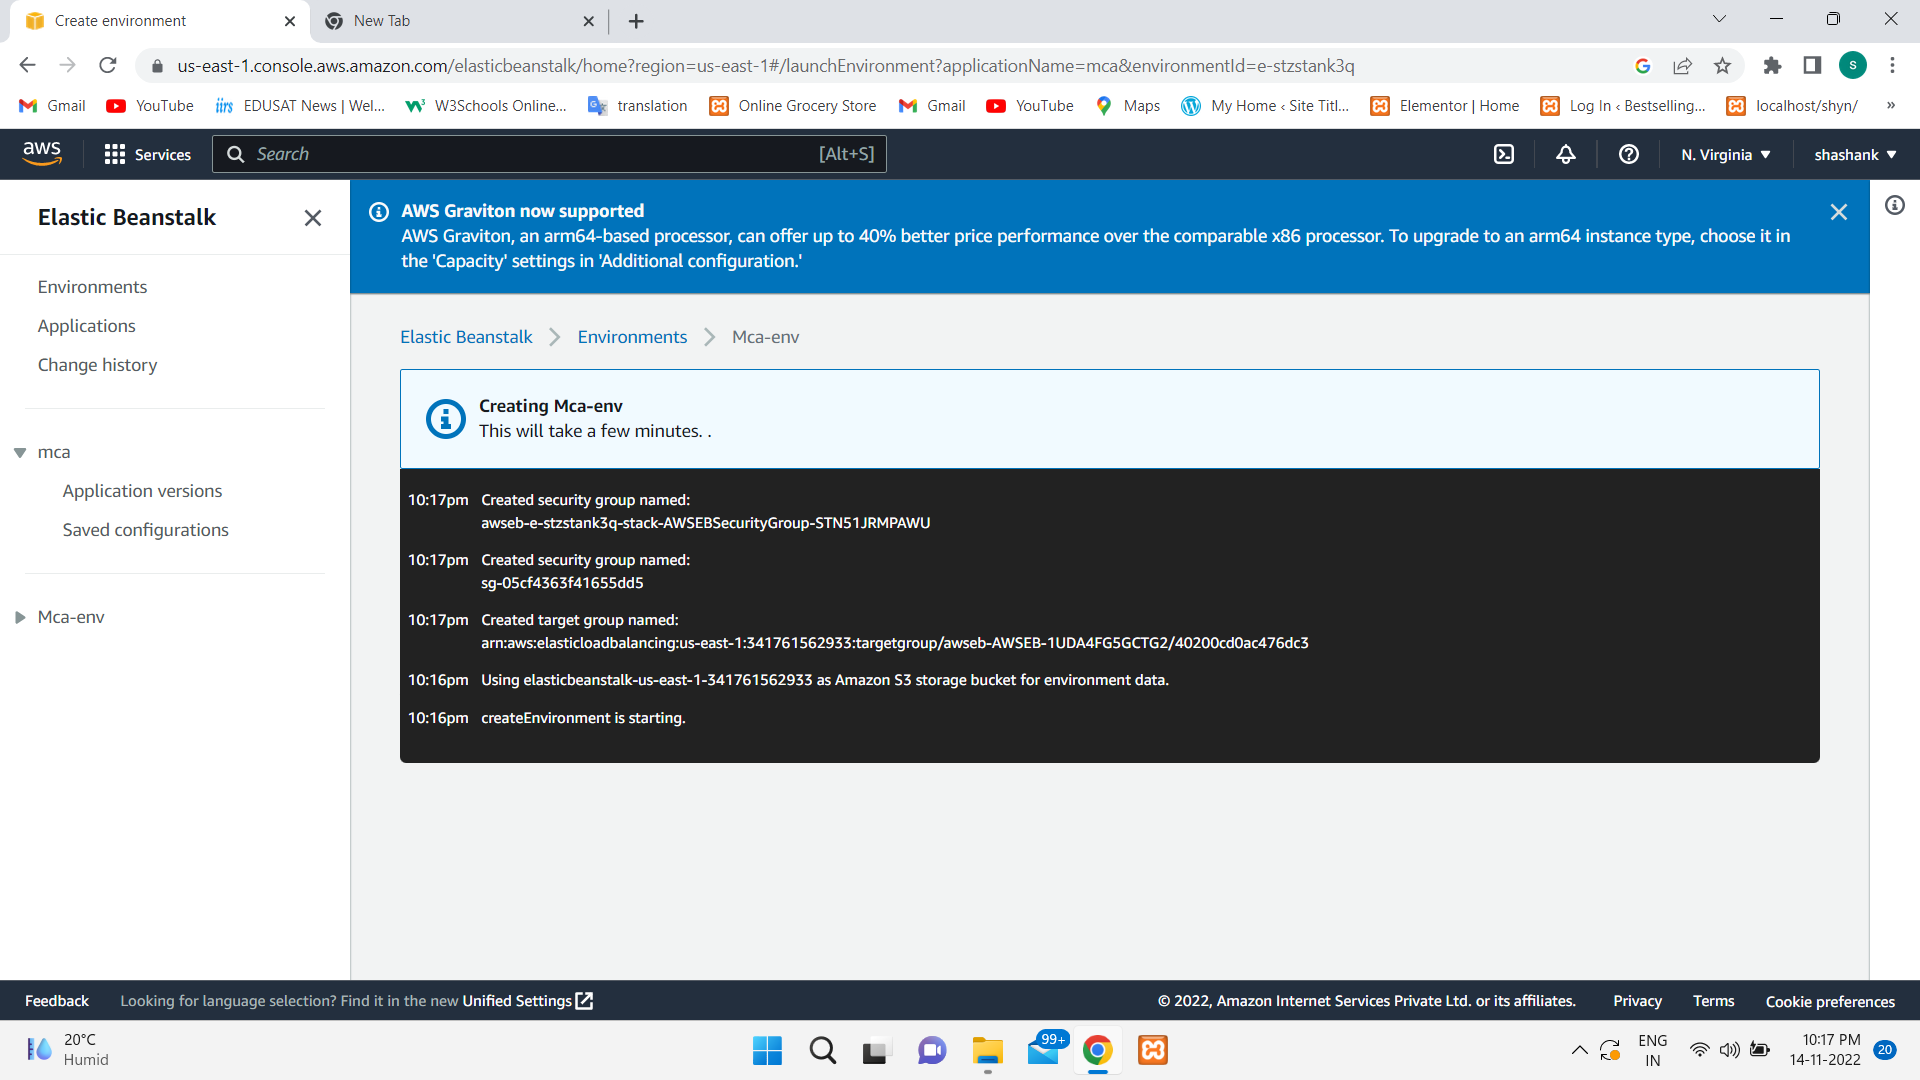 Create environment
New Tab
us-east-1.console.aws.amazon.com/elasticbeanstalk/home?region=us-east-1#/launchEnvironment?applicationName=mca&environmentId=e-stzstank3q
S
Gmail
YouTube
iirs EDUSAT News | Wel...
W3Schools Online...
translation
Online Grocery Store
Gmail
YouTube
Maps
My Home ‹ Site Titl...
Elementor | Home
Log In ‹ Bestselling...
localhost/shyn/
»
aws
Services
Search
[Alt+S]
N. Virginia
shashank
Elastic Beanstalk
Environments
Applications
Change history
mca
Application versions
Saved configurations
Mca-env
AWS Graviton now supported
AWS Graviton, an arm64-based processor, can offer up to 40% better price performance over the comparable x86 processor. To upgrade to an arm64 instance type, choose it in
the 'Capacity' settings in 'Additional configuration.'
Elastic Beanstalk
Environments
Mca-env
Creating Mca-env
This will take a few minutes. .
10:17pm Created security group named:
awseb-e-stzstank3q-stack-AWSEBSecurityGroup-STN51JRMPAWU
10:17pm Created security group named:
sg-05cf4363f41655dd5
10:17pm Created target group named:
arn:aws:elasticloadbalancing:us-east-1:341761562933:targetgroup/awseb-AWSEB-1UDA4FG5GCTG2/40200cd0ac476dc3
10:16pm Using elasticbeanstalk-us-east-1-341761562933 as Amazon S3 storage bucket for environment data.
10:16pm createEnvironment is starting.
Feedback
Looking for language selection? Find it in the new Unified Settings
© 2022, Amazon Internet Services Private Ltd. or its affiliates.
Privacy
Terms
Cookie preferences
20°C
Humid
99+
ENG
IN
10:17 PM
14-11-2022
20